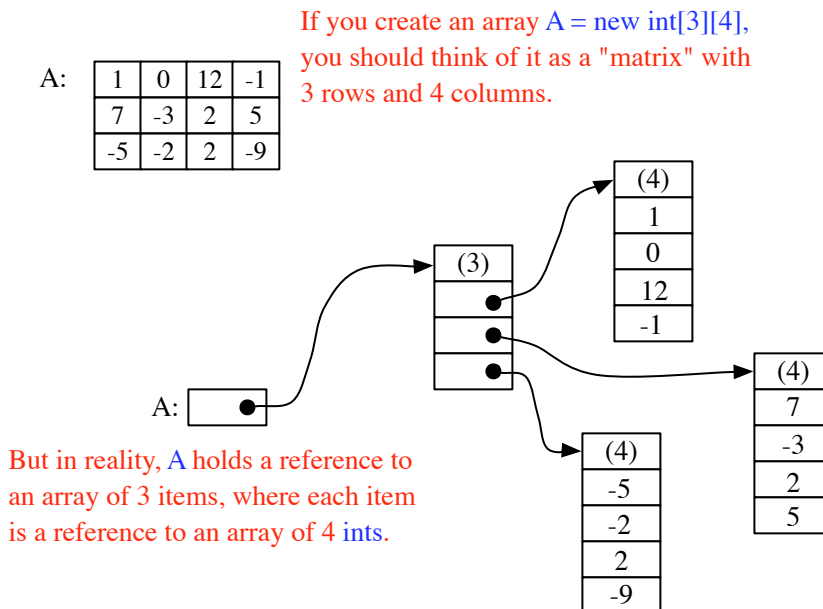 If you create an array A = new int[3][4],
you should think of it as a "matrix" with
3 rows and 4 columns.
A:
1 0 12 -1
7 -3 2 5
-5 -2 2 -9
(3)
(4)
1
0
12
-1
(4)
7
-3
2
5
A:
(4)
-5
-2
2
-9
But in reality, A holds a reference to
an array of 3 items, where each item
is a reference to an array of 4 ints.